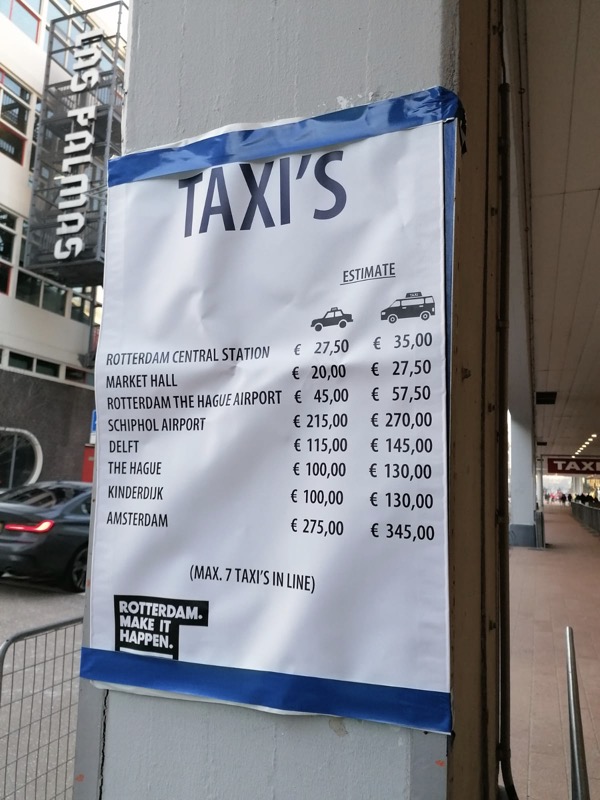 LAS PALMAS
TAXI'S
ESTIMATE
TAXI
ROTTERDAM CENTRAL STATION € 27,50 € 35,00
MARKET HALL € 20,00 € 27,50
ROTTERDAM THE HAGUE AIRPORT € 45,00 € 57,50
SCHIPHOL AIRPORT € 215,00 € 270,00
DELFT € 115,00 € 145,00
THE HAGUE € 100,00 € 130,00
KINDERDIJK € 100,00 € 130,00
AMSTERDAM € 275,00 € 345,00
(MAX. 7 TAXI'S IN LINE)
ROTTERDAM.
MAKE IT
HAPPEN.
TAXI